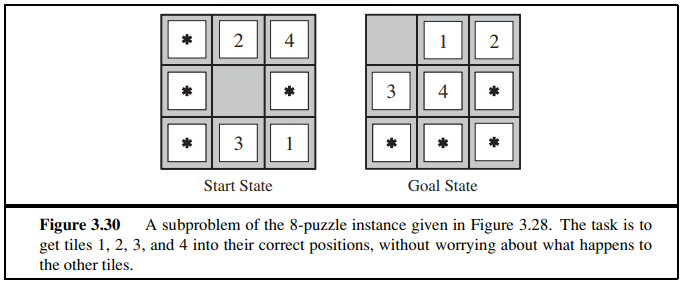 * 2 4
* *
* 3 1
Start State
1 2
3 4 *
* * *
Goal State
Figure 3.30 A subproblem of the 8-puzzle instance given in Figure 3.28. The task is to
get tiles 1, 2, 3, and 4 into their correct positions, without worrying about what happens to
the other tiles.